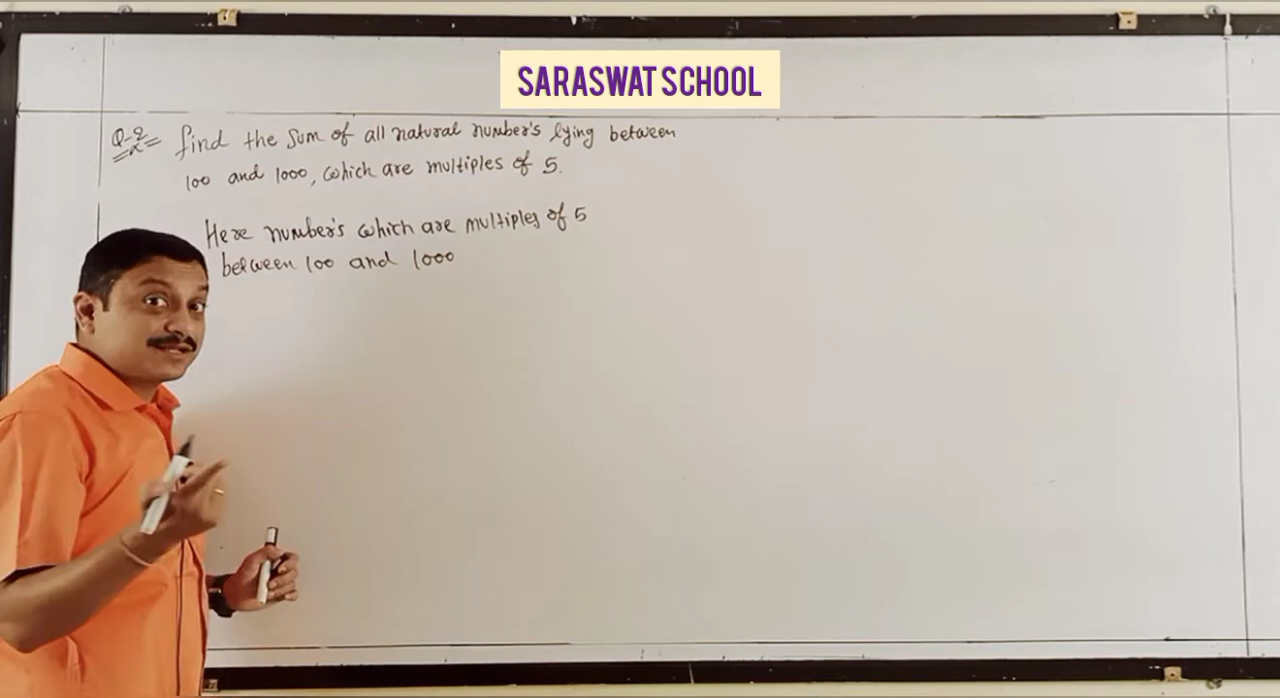 SARASWAT SCHOOL
Q-2 find the sum of all natural number's lying between
100 and 1000, which are multiples of 5.
Here number's which are multiples of 5
between 100 and 1000